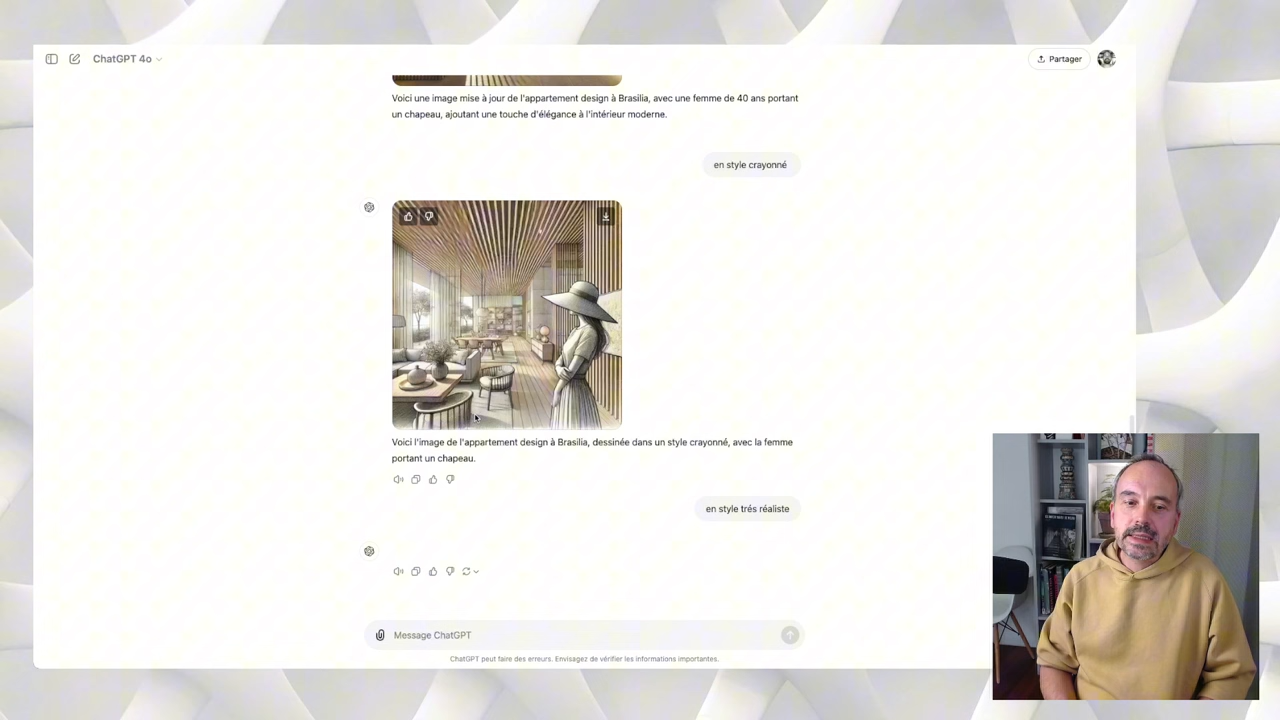 ChatGPT 4o
Partager
Voici une image mise à jour de l'appartement design à Brasilia, avec une femme de 40 ans portant
un chapeau, ajoutant une touche d'élégance à l'intérieur moderne.
en style crayonné
Voici l'image de l'appartement design à Brasilia, dessinée dans un style crayonné, avec la femme
portant un chapeau.
en style trés réaliste
Message ChatGPT
ChatGPT peut faire des erreurs. Envisagez de vérifier les informations importantes.